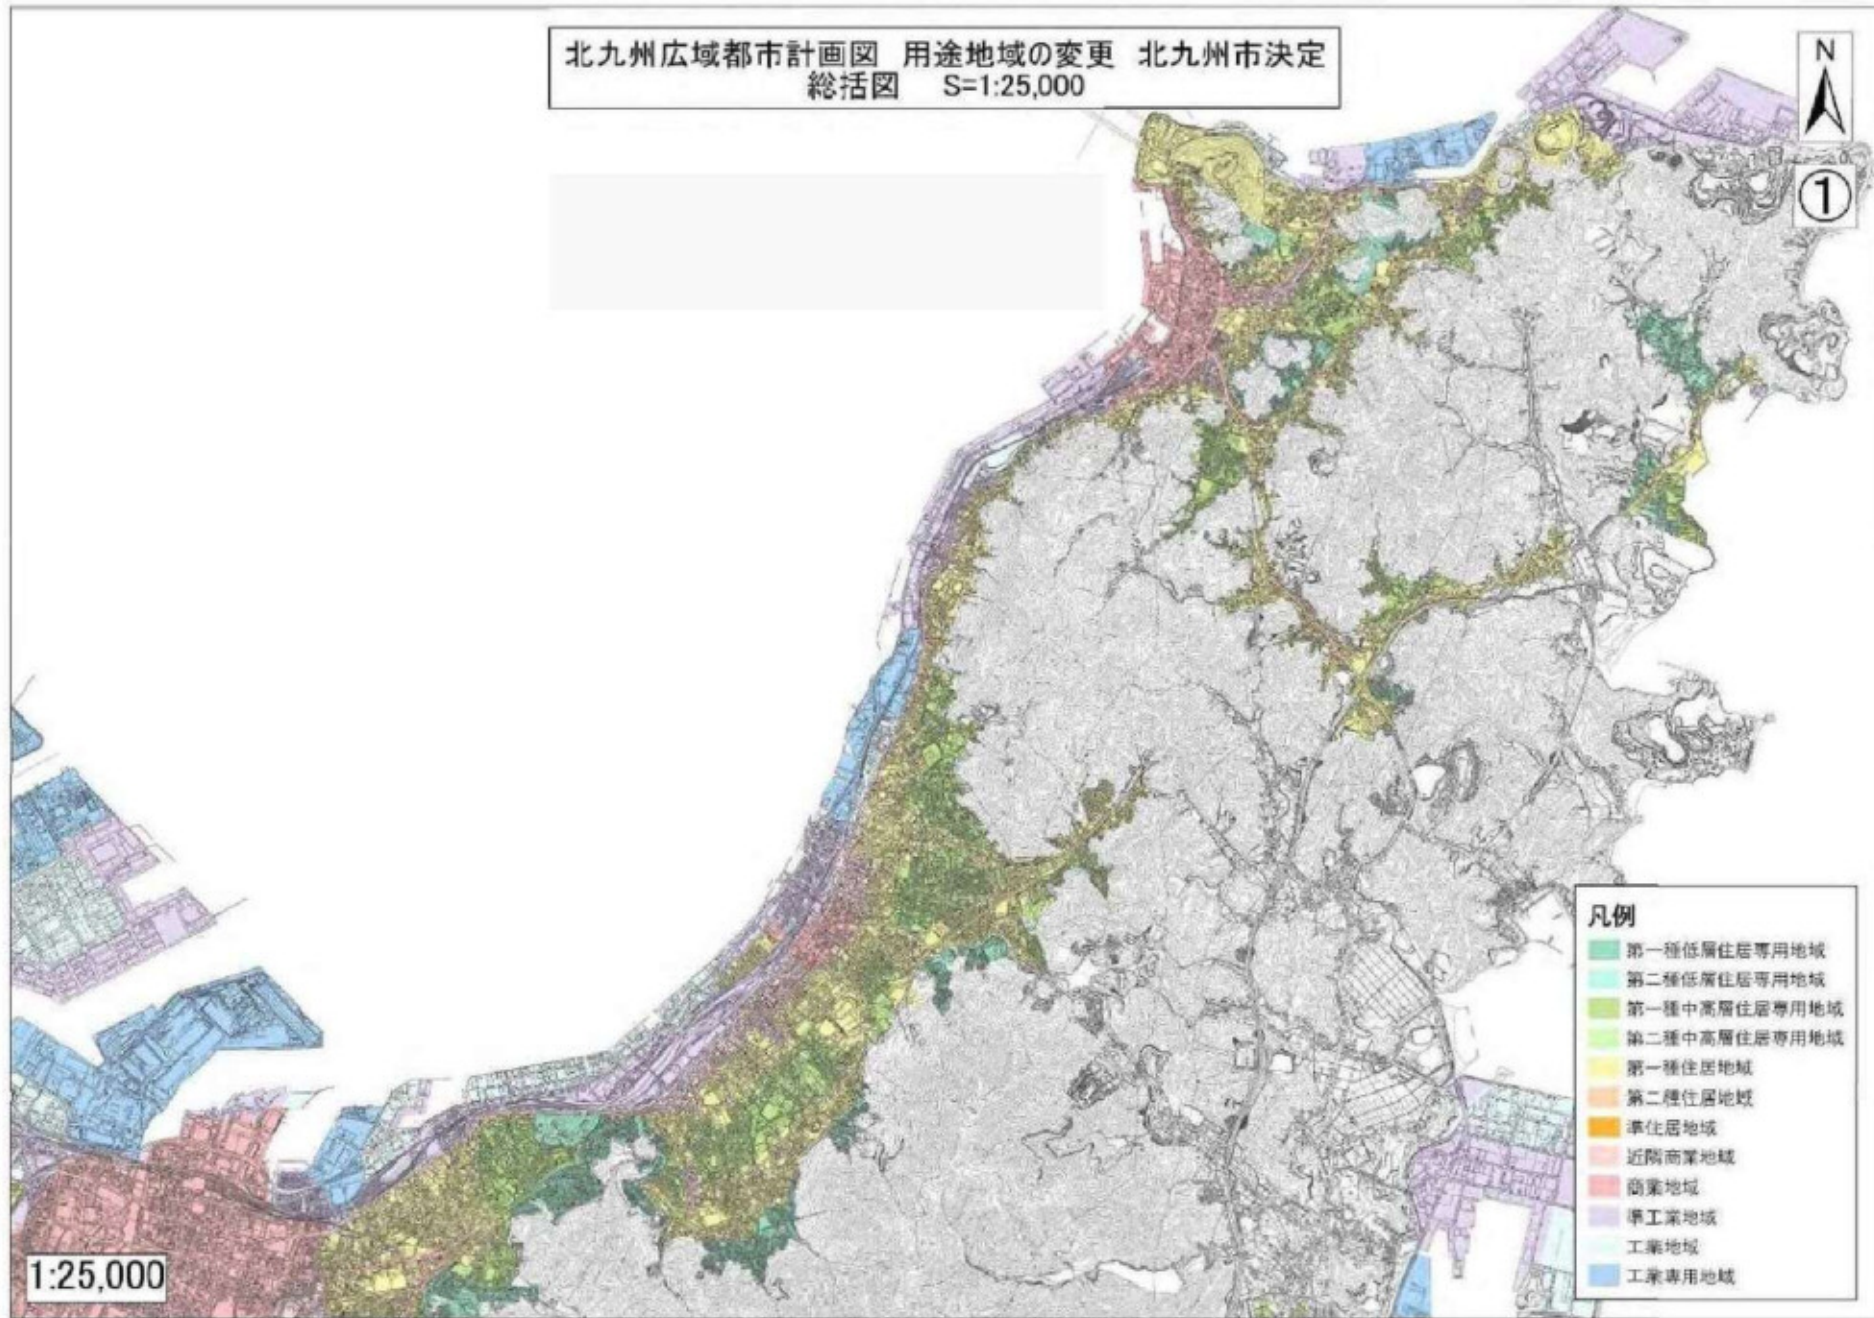 北九州広域都市計画図 用途地域の変更 北九州市決定
総括図 S=1:25,000
N
①
凡例
第一種低層住居専用地域
第二種低層住居専用地域
第一種中高層住居専用地域
第二種中高層住居専用地域
第一種住居地域
第二種住居地域
準住居地域
近隣商業地域
商業地域
準工業地域
工業地域
工業専用地域
1:25,000